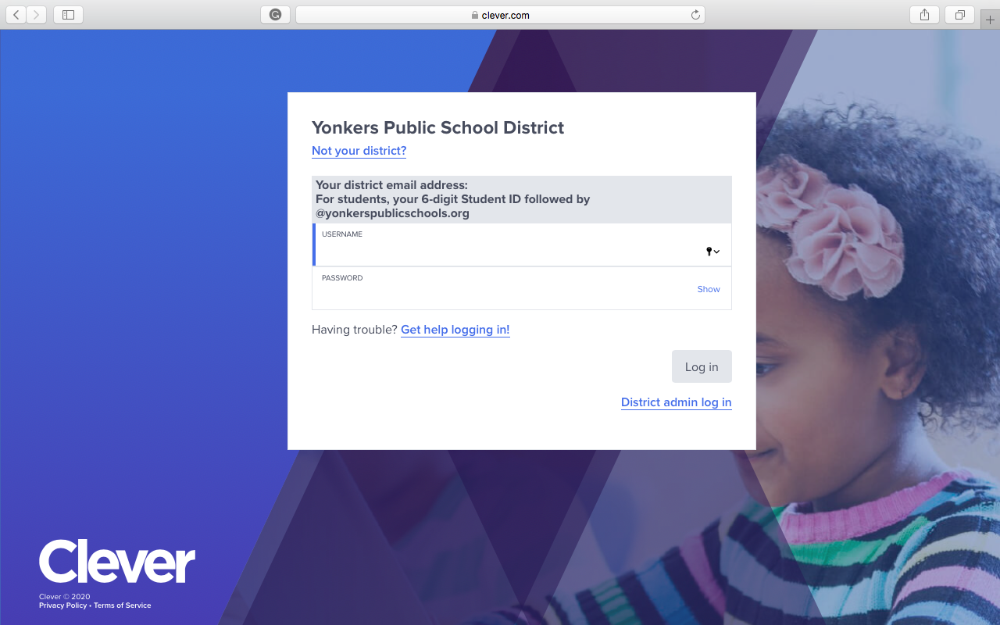 clever.com
Yonkers Public School District
Not your district?
Your district email address:
For students, your 6-digit Student ID followed by
@yonkerspublicschools.org
USERNAME
PASSWORD
Show
Having trouble? Get help logging in!
Log in
District admin log in
Clever
Clever © 2020
Privacy Policy • Terms of Service